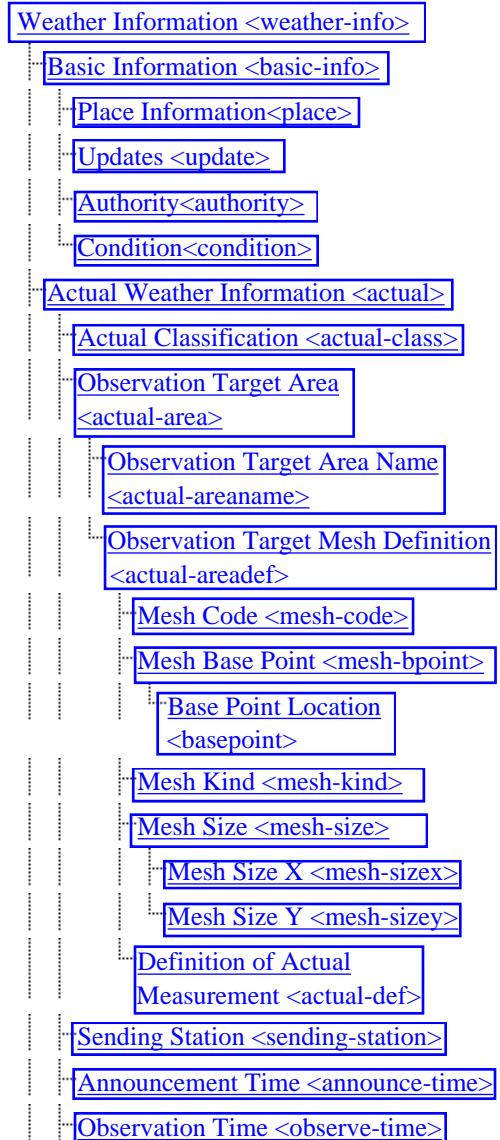 Weather Information <weather-info>
Basic Information <basic-info>
Place Information<place>
Updates <update>
Authority<authority>
Condition<condition>
Actual Weather Information <actual>
Actual Classification <actual-class>
Observation Target Area
<actual-area>
Observation Target Area Name
<actual-areaname>
Observation Target Mesh Definition
<actual-areadef>
Mesh Code <mesh-code>
Mesh Base Point <mesh-bpoint>
Base Point Location
<basepoint>
Mesh Kind <mesh-kind>
Mesh Size <mesh-size>
Mesh Size X <mesh-sizex>
Mesh Size Y <mesh-sizey>
Definition of Actual
Measurement <actual-def>
Sending Station <sending-station>
Announcement Time <announce-time>
Observation Time <observe-time>